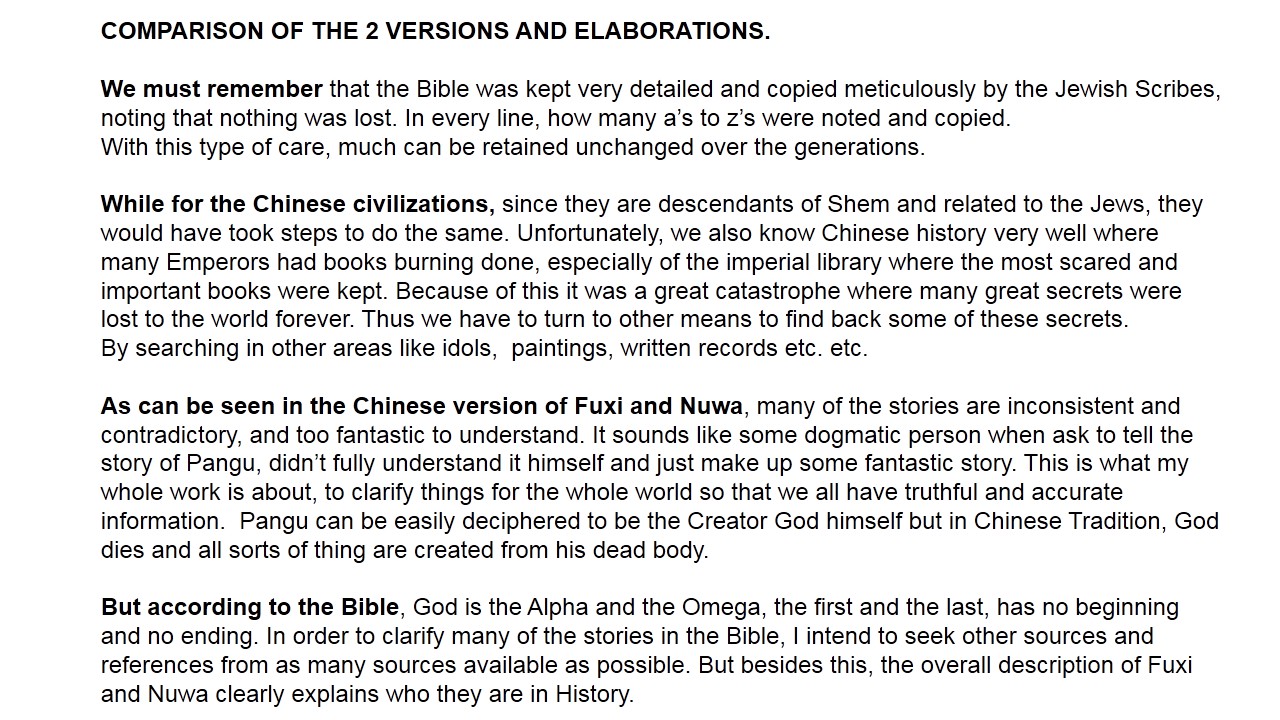 COMPARISON OF THE 2 VERSIONS AND ELABORATIONS.
We must remember that the Bible was kept very detailed and copied meticulously by the Jewish Scribes,
noting that nothing was lost. In every line, how many a’s to z’s were noted and copied.
With this type of care, much can be retained unchanged over the generations.
While for the Chinese civilizations, since they are descendants of Shem and related to the Jews, they
would have took steps to do the same. Unfortunately, we also know Chinese history very well where
many Emperors had books burning done, especially of the imperial library where the most scared and
important books were kept. Because of this it was a great catastrophe where many great secrets were
lost to the world forever. Thus we have to turn to other means to find back some of these secrets.
By searching in other areas like idols,  paintings, written records etc. etc.
As can be seen in the Chinese version of Fuxi and Nuwa, many of the stories are inconsistent and
contradictory, and too fantastic to understand. It sounds like some dogmatic person when ask to tell the
story of Pangu, didn’t fully understand it himself and just make up some fantastic story. This is what my
whole work is about, to clarify things for the whole world so that we all have truthful and accurate
information.  Pangu can be easily deciphered to be the Creator God himself but in Chinese Tradition, God
dies and all sorts of thing are created from his dead body.
But according to the Bible, God is the Alpha and the Omega, the first and the last, has no beginning
and no ending. In order to clarify many of the stories in the Bible, I intend to seek other sources and
references from as many sources available as possible. But besides this, the overall description of Fuxi
and Nuwa clearly explains who they are in History.